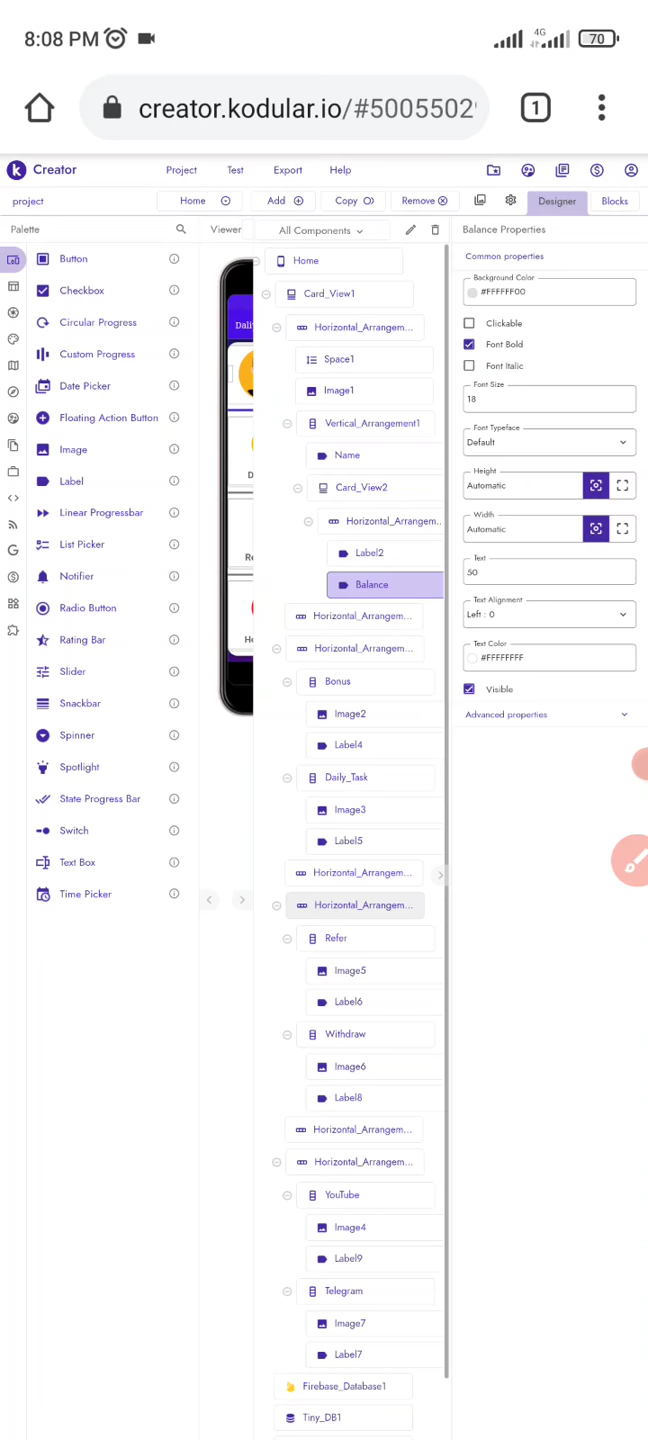 8:08 PM
4G
70
creator.kodular.io/#5005502
1
Creator
Project
Test
Export
Help
project
Home
Add
Copy
Remove
Designer
Blocks
Palette
Viewer
All Components
Balance Properties
Button
Checkbox
Circular Progress
Custom Progress
Date Picker
Floating Action Button
Image
Label
Linear Progressbar
List Picker
Notifier
Radio Button
Rating Bar
Slider
Snackbar
Spinner
Spotlight
State Progress Bar
Switch
Text Box
Time Picker
Home
Card_View1
Horizontal_Arrangem...
Space1
Image1
Vertical_Arrangement1
Name
Card_View2
Horizontal_Arrangem...
Label2
Balance
Horizontal_Arrangem...
Horizontal_Arrangem...
Bonus
Image2
Label4
Daily_Task
Image3
Label5
Horizontal_Arrangem...
Horizontal_Arrangem...
Refer
Image5
Label6
Withdraw
Image6
Label8
Horizontal_Arrangem...
Horizontal_Arrangem...
YouTube
Image4
Label9
Telegram
Image7
Label7
Firebase_Database1
Tiny_DB1
Common properties
Background Color
#FFFFFF00
Clickable
Font Bold
Font Italic
Font Size
18
Font Typeface
Default
Height
Automatic
Width
Automatic
Text
50
Text Alignment
Left : 0
Text Color
#FFFFFFFF
Visible
Advanced properties